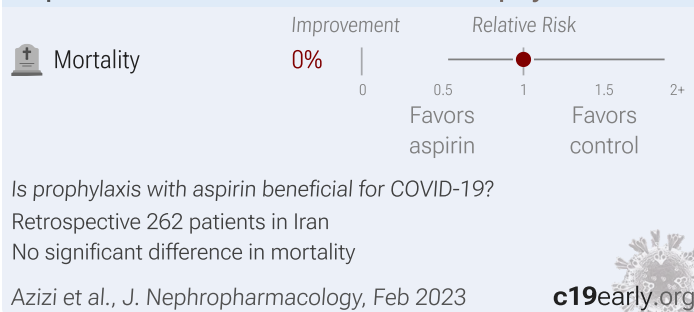 Improvement Relative Risk
Mortality 0%
0 0.5 1 1.5 2+
Favors Favors
aspirin control
Is prophylaxis with aspirin beneficial for COVID-19?
Retrospective 262 patients in Iran
No significant difference in mortality
Azizi et al., J. Nephropharmacology, Feb 2023 c19early.org